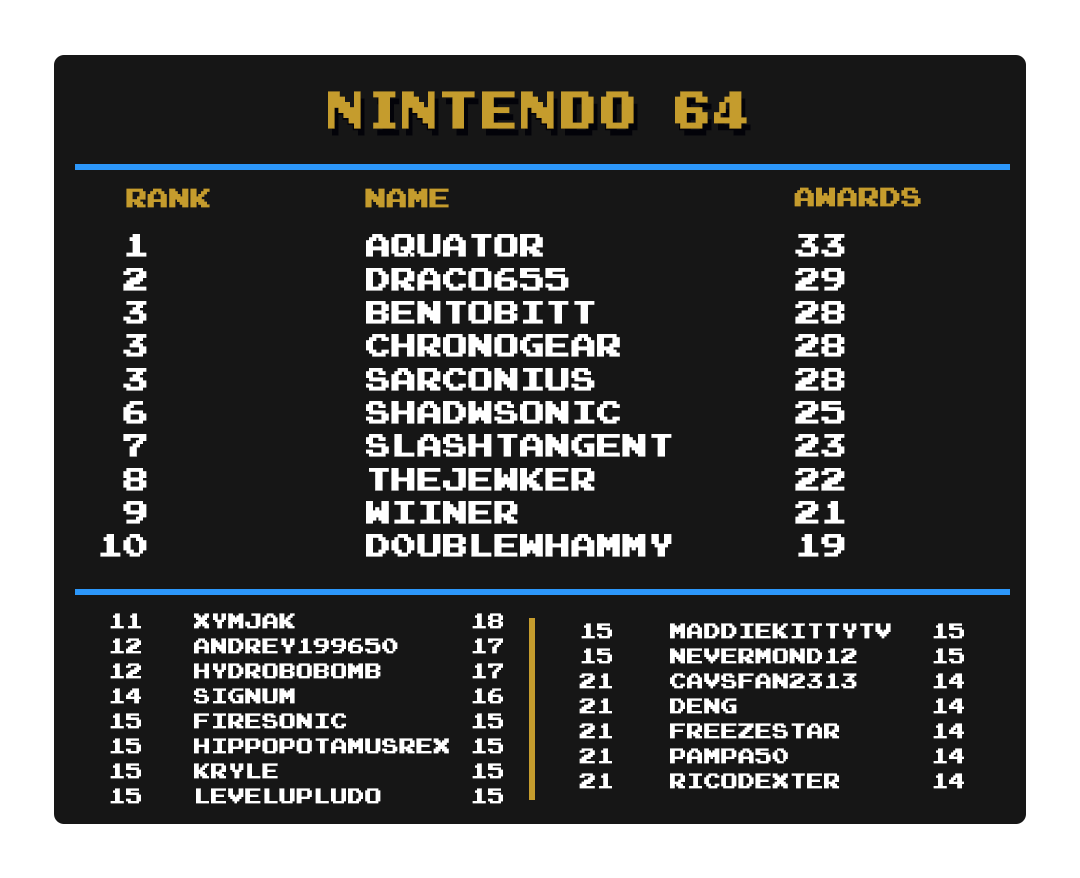 NINTENDO 64
RANK NAME AWARDS
1 AQUATOR 33
2 DRACO655 29
3 BENTOBITT 28
3 CHRONOGEAR 28
3 SARCONIUS 28
6 SHADWSONIC 25
7 SLASHTANGENT 23
8 THEJEWKER 22
9 WIINER 21
10 DOUBLEWHAMMY 19
11 XYMJAK 18
12 ANDREY199650 17
12 HYDROBOBOMB 17
14 SIGNUM 16
15 FIRESONIC 15
15 HIPPOPOTAMUSREX 15
15 KRYLE 15
15 LEVELUPLUDO 15
15 MADDIEKITTYTV 15
15 NEVERMOND12 15
21 CAVSFAN2313 14
21 DENG 14
21 FREEZESTAR 14
21 PAMPA50 14
21 RICODEXTER 14